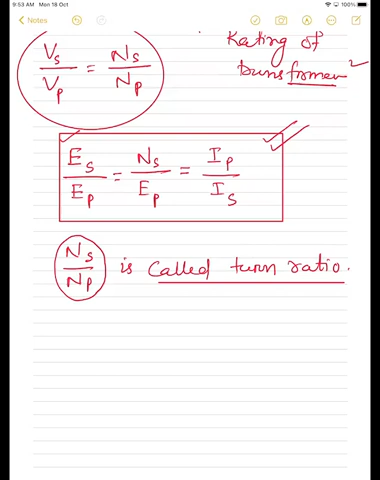 9:53 AM Mon 18 Oct
100%
Notes
Rating of
transformer
Vs/Vp = Ns/Np
Es/Ep = Ns/Ep = Ip/Is
Ns/Np is called turn ratio.